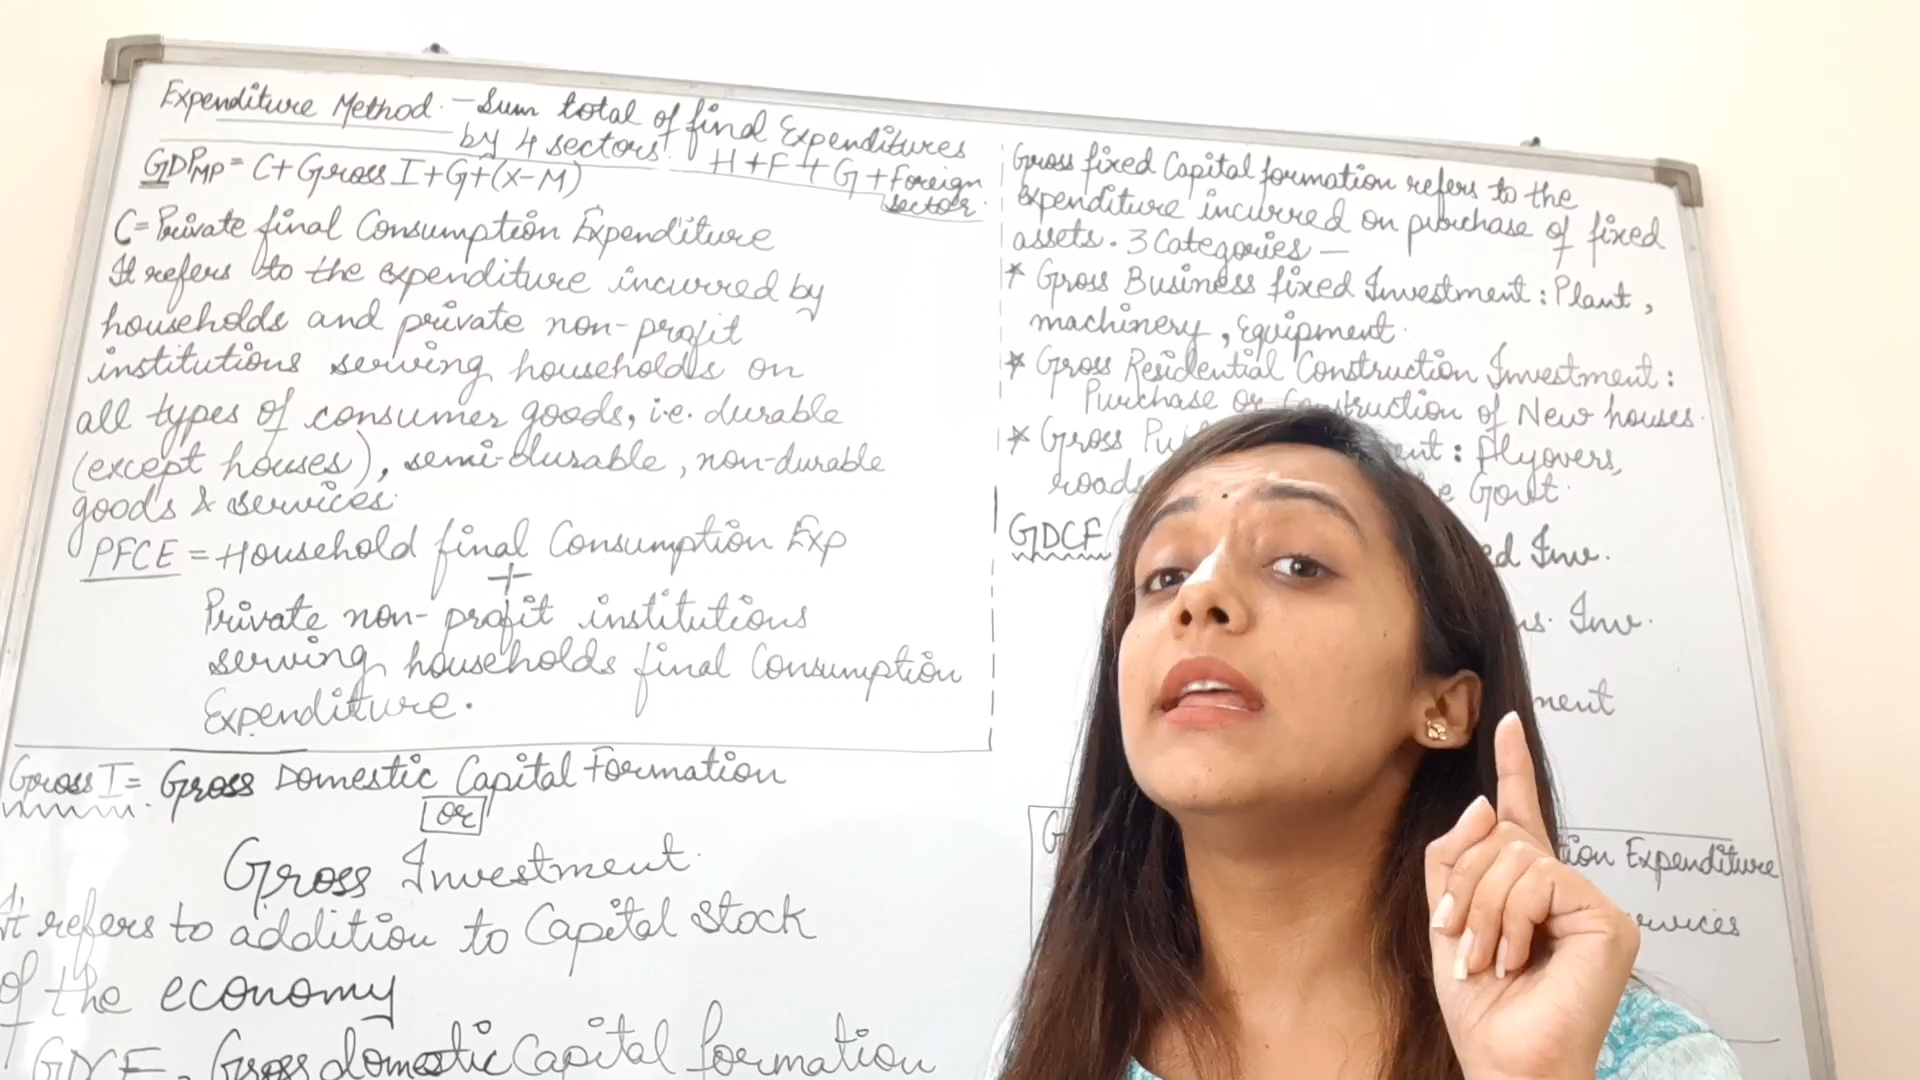 Expenditure Method. - Sum total of final Expenditures
by 4 sectors. H + F + G + Foreign
sector.
GDPMP = C + Gross I + G + (X-M)
C = Private final Consumption Expenditure
It refers to the expenditure incurred by
households and private non-profit
institutions serving households on
all types of consumer goods, i.e. durable
(except houses), semi-durable, non-durable
goods & services.
PFCE = Household final Consumption Exp
+
Private non-profit institutions
serving households final Consumption
Expenditure.
Gross I = Gross Domestic Capital Formation
or
Gross Investment.
It refers to addition to Capital stock
of the economy
GDCF - Gross domestic Capital formation
Gross fixed Capital formation refers to the
expenditure incurred on purchase of fixed
assets. 3 Categories —
* Gross Business fixed Investment : Plant,
machinery, Equipment.
* Gross Residential Construction Investment :
Purchase or Construction of New houses.
* Gross : Flyovers,
roads Govt.
GDCF Inv.
Inv.
Expenditure